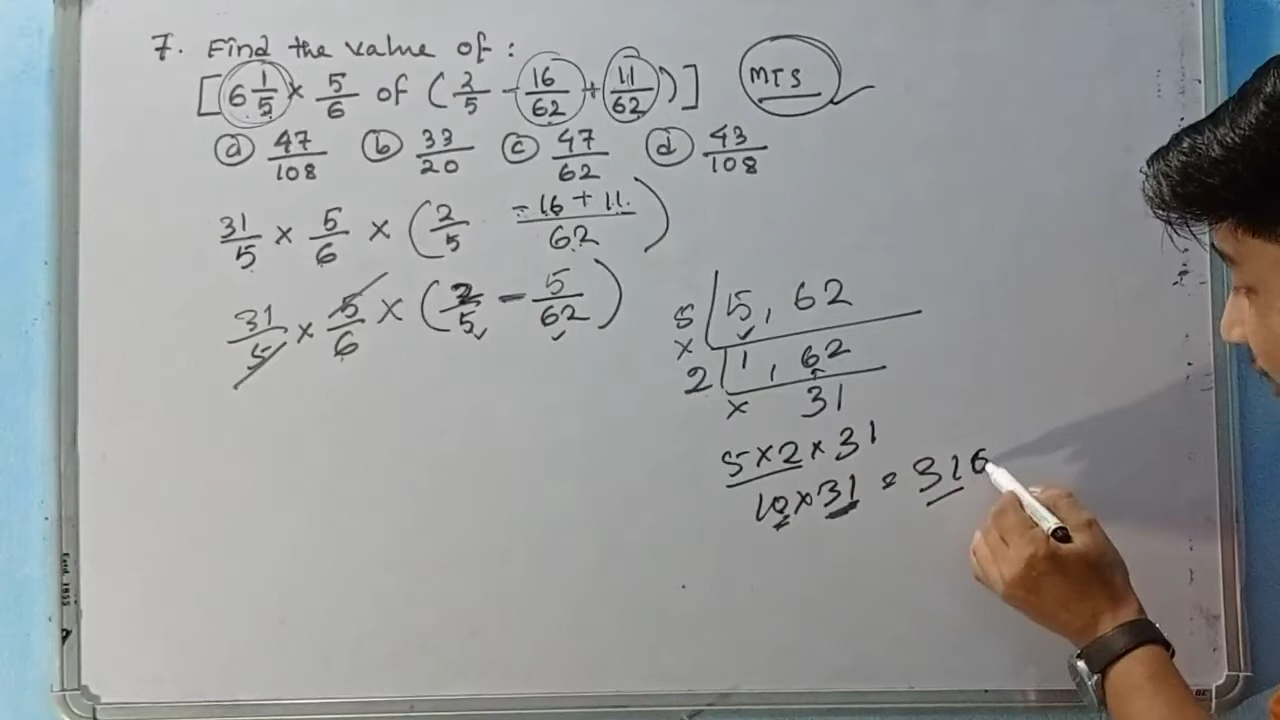 7. Find the value of :
[6 1/5 × 5/6 of (2/5 - 16/62 + 11/62)] MTS
(a) 47/108 (b) 33/20 (c) 47/62 (d) 43/108
31/5 × 5/6 × (2/5 -16 + 11/62)
31/5 × 5/6 × (2/5 - 5/62)
5 | 5, 62
×
2 | 1, 62
× 31
5 × 2 × 31
10 × 31 = 310